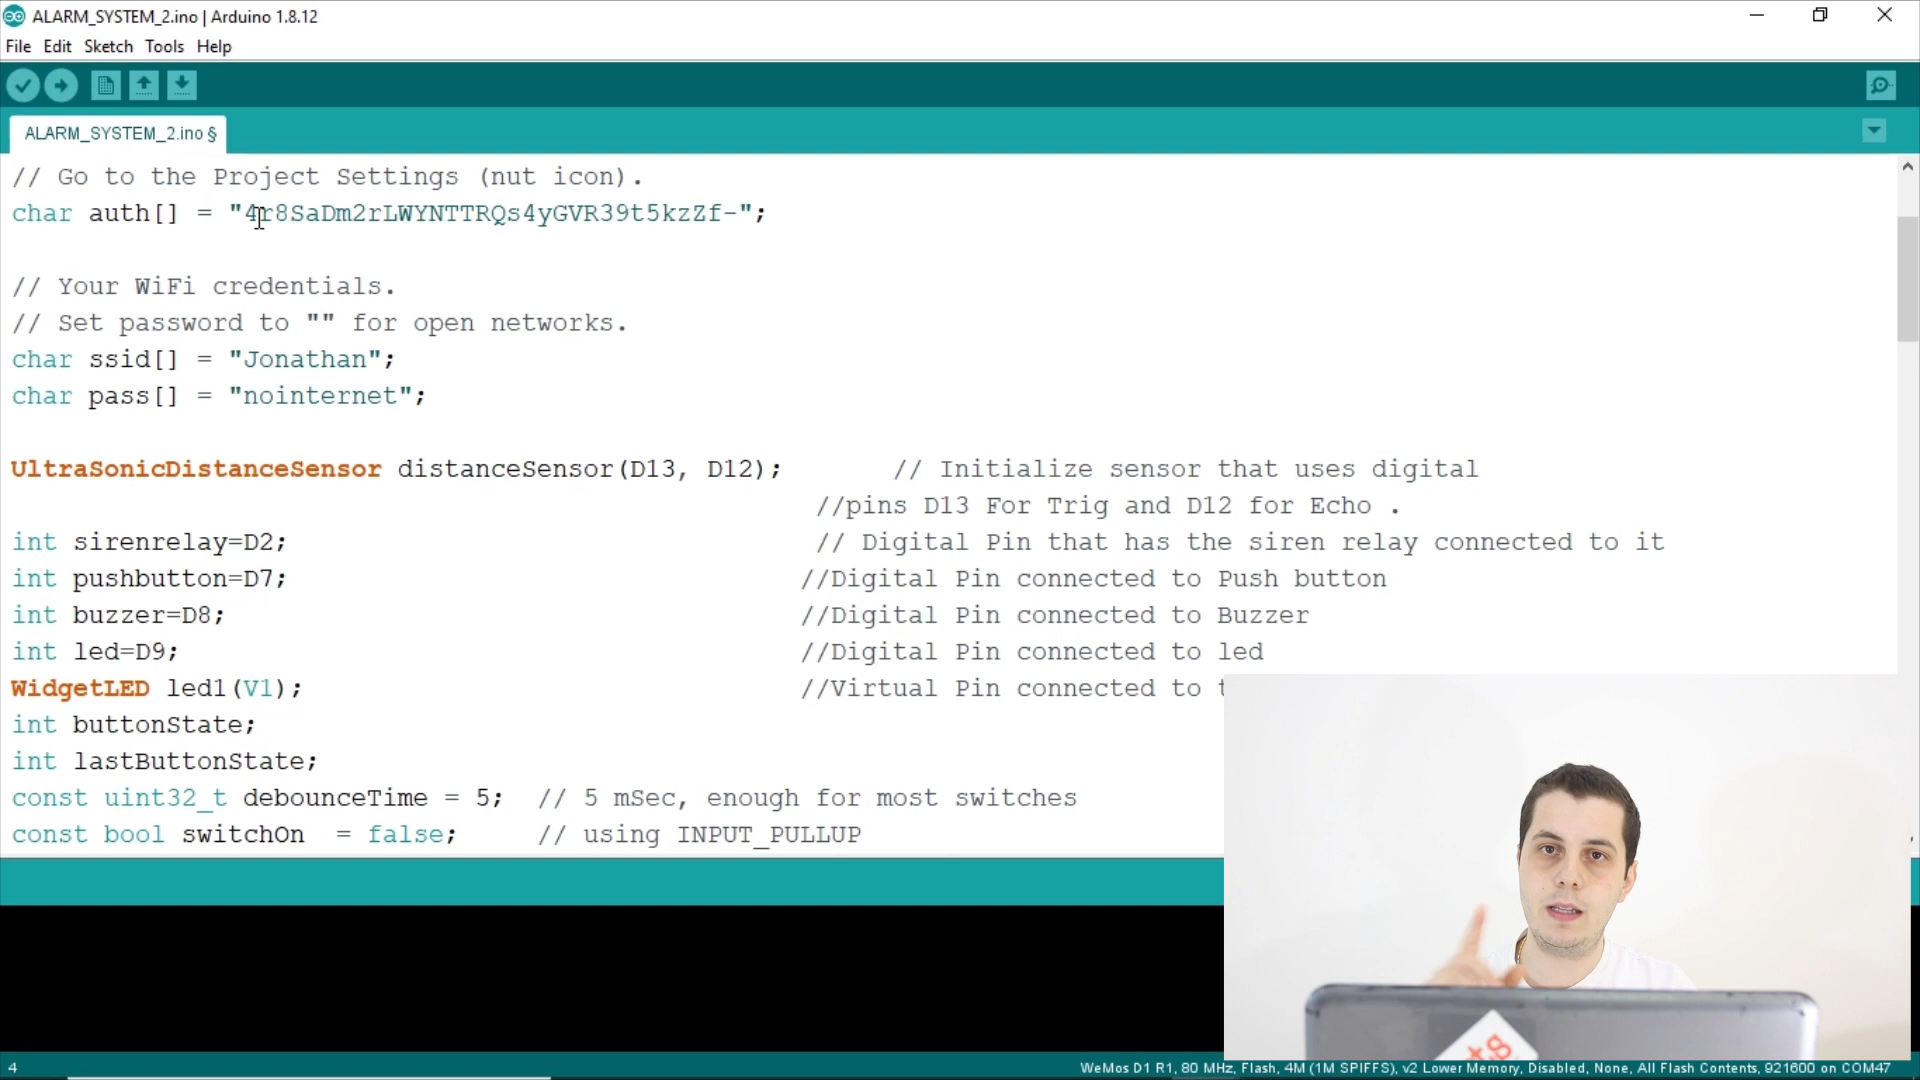 ALARM_SYSTEM_2.ino | Arduino 1.8.12
File Edit Sketch Tools Help
ALARM_SYSTEM_2.ino §
// Go to the Project Settings (nut icon).
char auth[] = "4r8SaDm2rLWYNTTRQs4yGVR39t5kzZf-";
// Your WiFi credentials.
// Set password to "" for open networks.
char ssid[] = "Jonathan";
char pass[] = "nointernet";
UltraSonicDistanceSensor distanceSensor(D13, D12); // Initialize sensor that uses digital
//pins D13 For Trig and D12 for Echo .
int sirenrelay=D2; // Digital Pin that has the siren relay connected to it
int pushbutton=D7; //Digital Pin connected to Push button
int buzzer=D8; //Digital Pin connected to Buzzer
int led=D9; //Digital Pin connected to led
WidgetLED led1(V1); //Virtual Pin connected to
int buttonState;
int lastButtonState;
const uint32_t debounceTime = 5; // 5 mSec, enough for most switches
const bool switchOn = false; // using INPUT_PULLUP
4
WeMos D1 R1, 80 MHz, Flash, 4M (1M SPIFFS), v2 Lower Memory, Disabled, None, All Flash Contents, 921600 on COM47